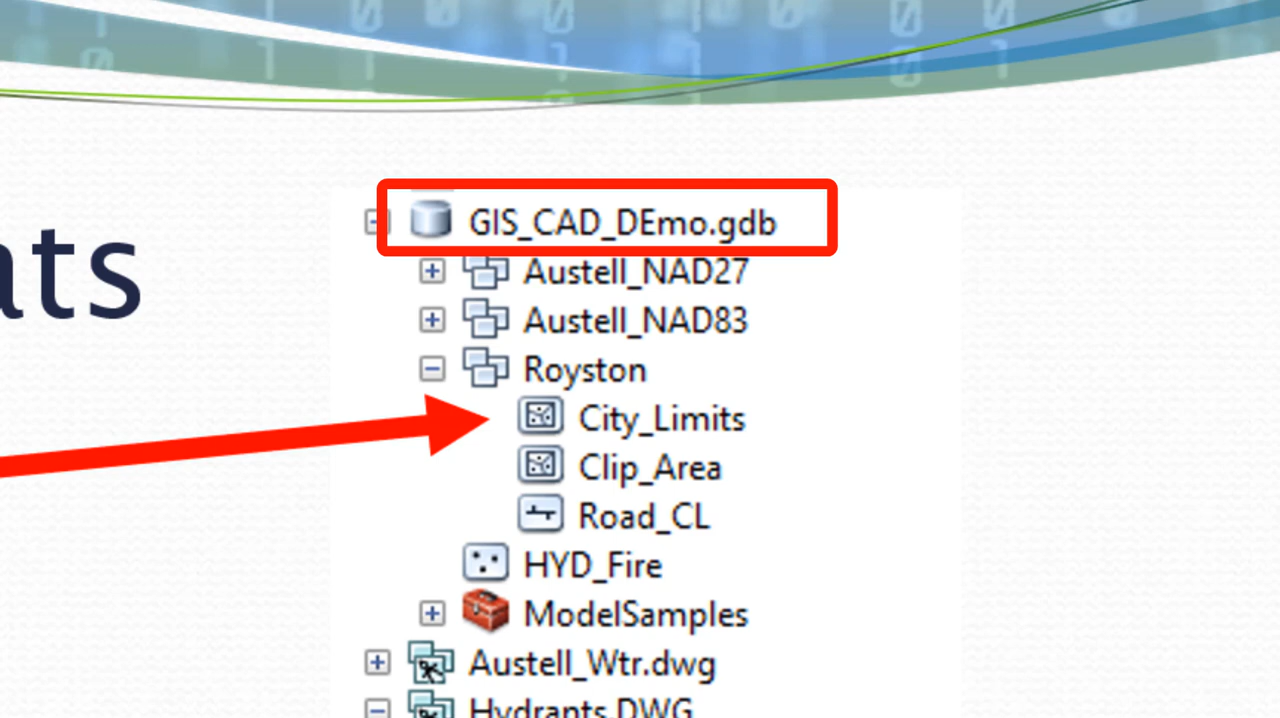 ats
GIS_CAD_DEmo.gdb
Austell_NAD27
Austell_NAD83
Royston
City_Limits
Clip_Area
Road_CL
HYD_Fire
ModelSamples
Austell_Wtr.dwg
Hydrants.DWG